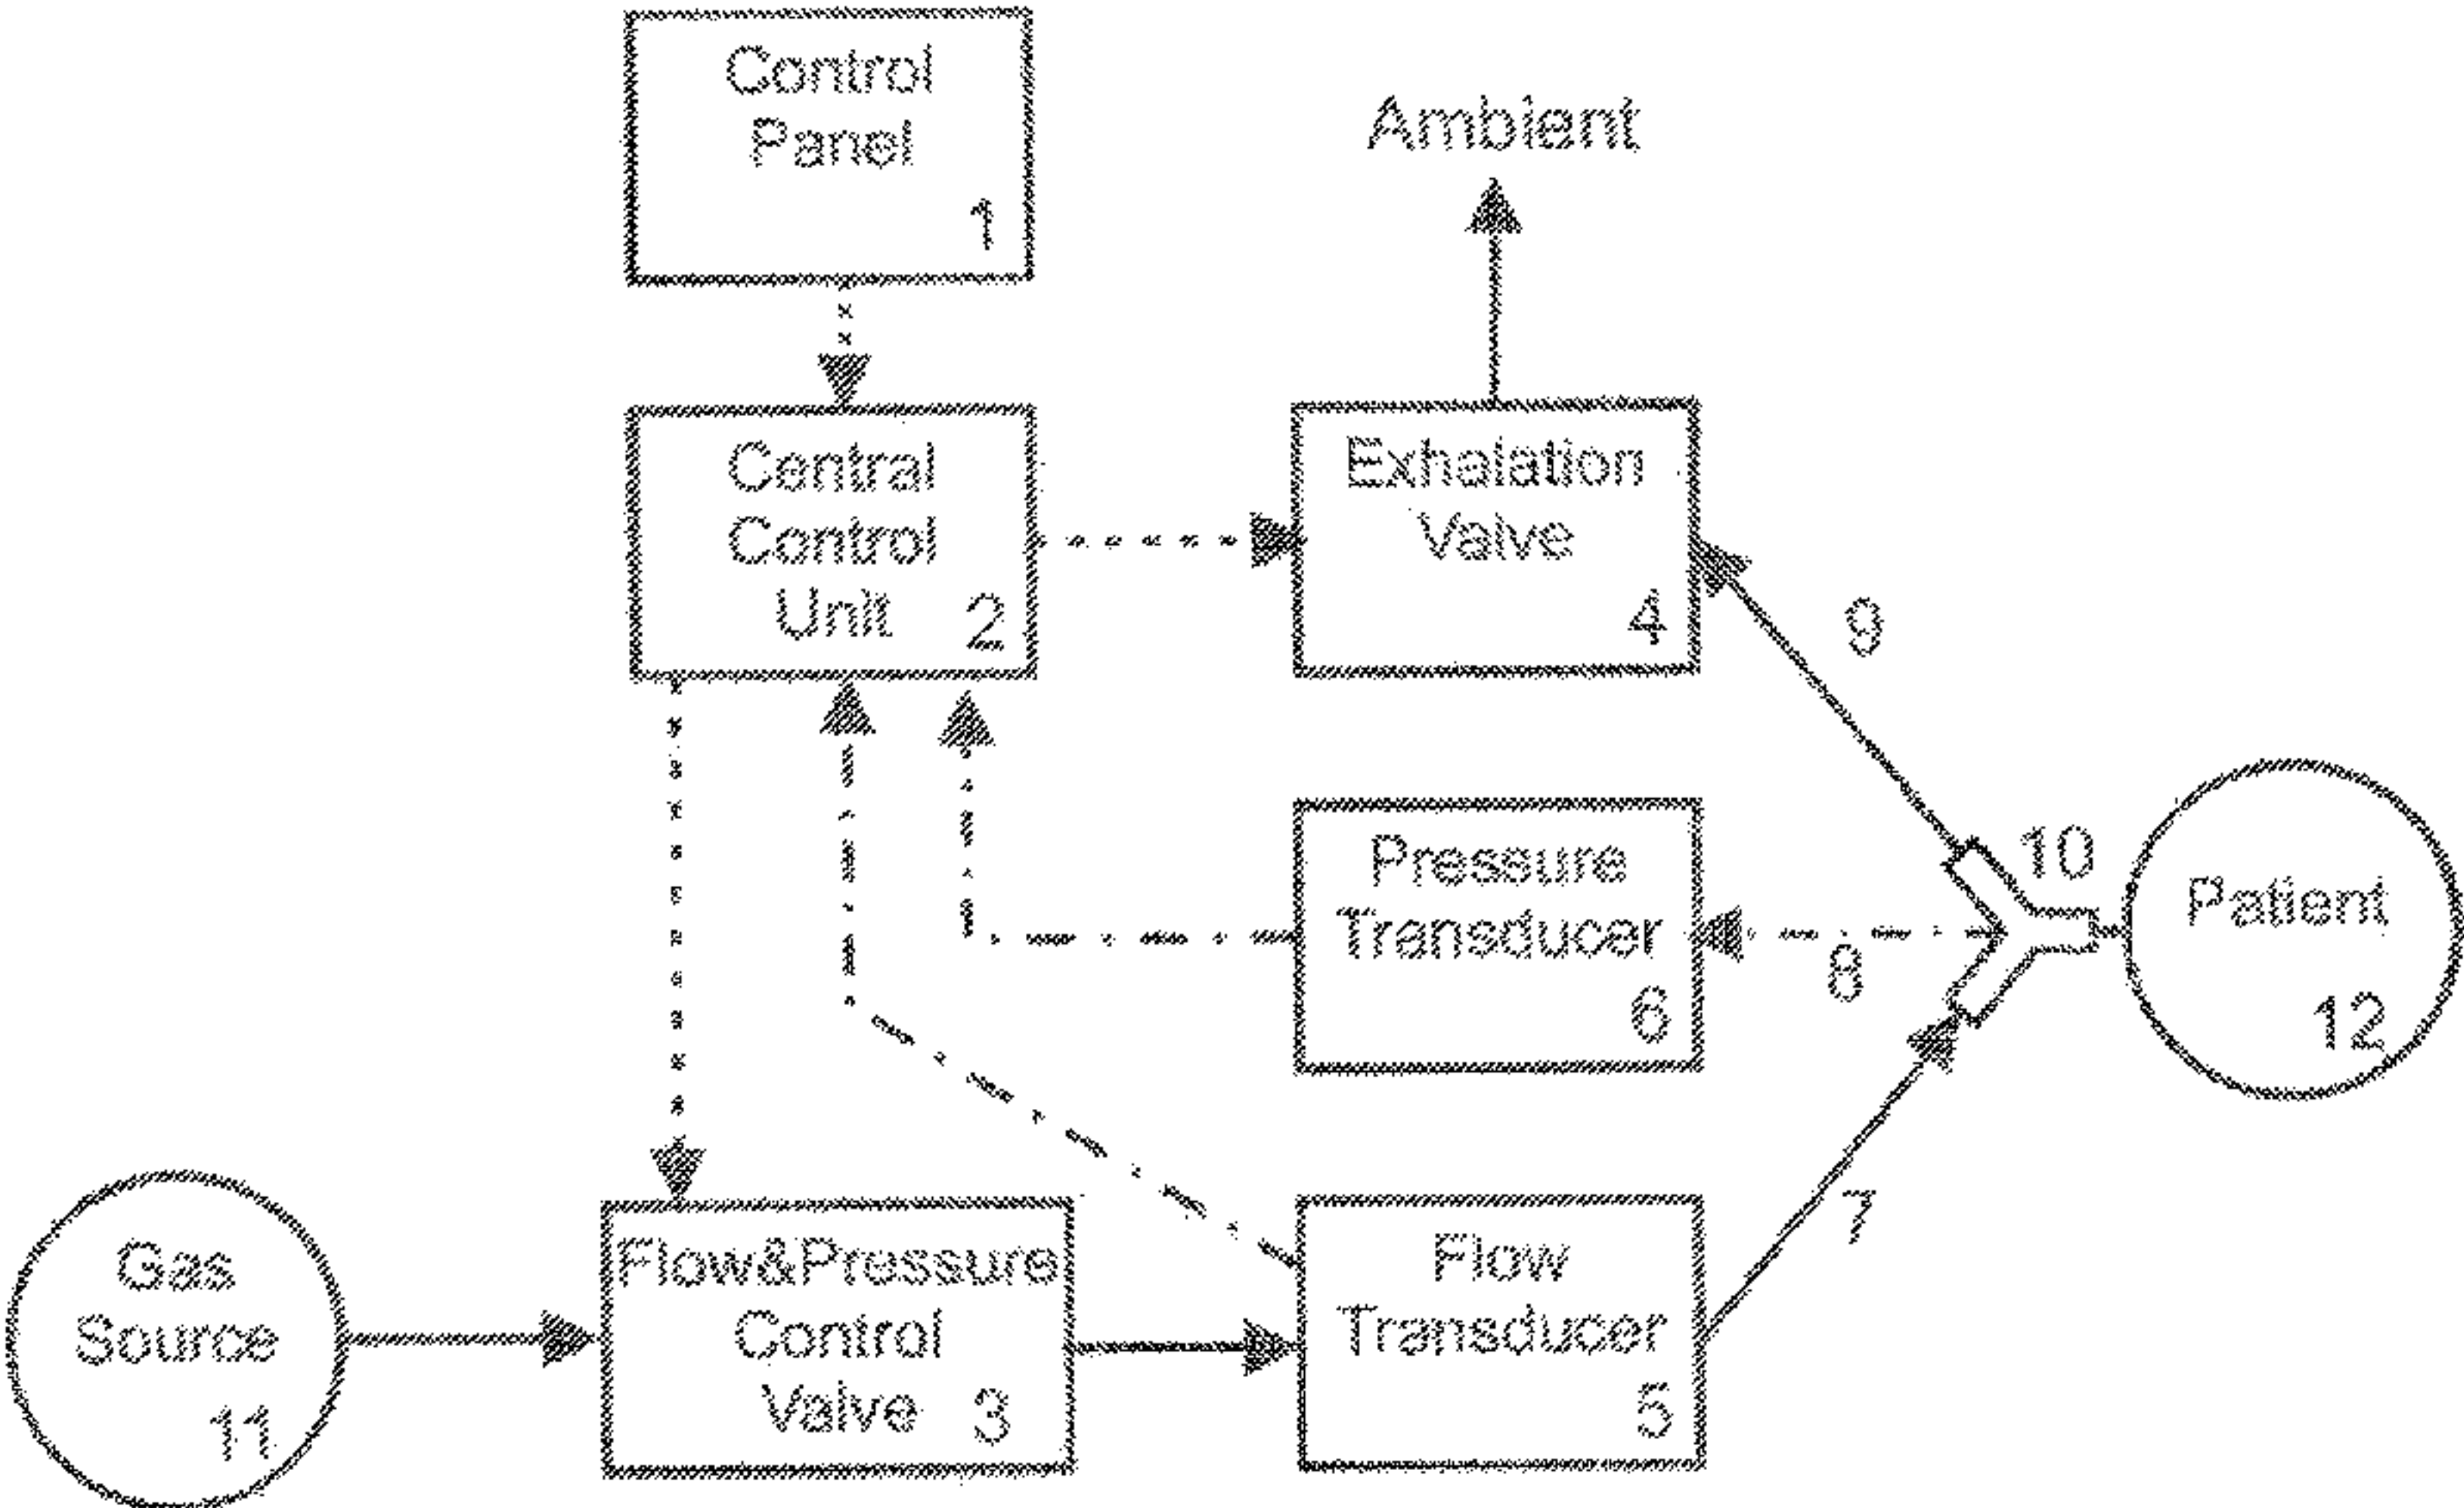 Control
Panel
1
Ambient
Central
Control
Unit 2
Exhalation
Valve
4
9
Pressure
Transducer
6
8
10
Patient
12
Gas
Source
11
Flow&Pressure
Control
Valve 3
Flow
Transducer
5
7